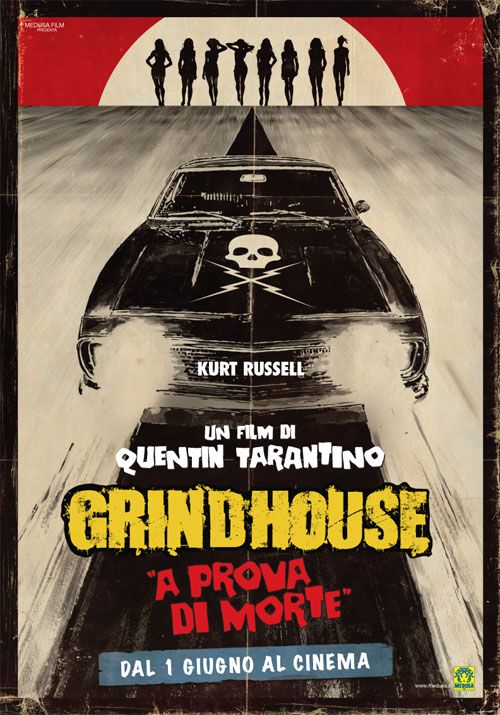 MEDUSA FILM
PRESENTA
KURT RUSSELL
UN FILM DI
QUENTIN TARANTINO
GRINDHOUSE
"A PROVA
DI MORTE"
DAL 1 GIUGNO AL CINEMA
MEDUSA